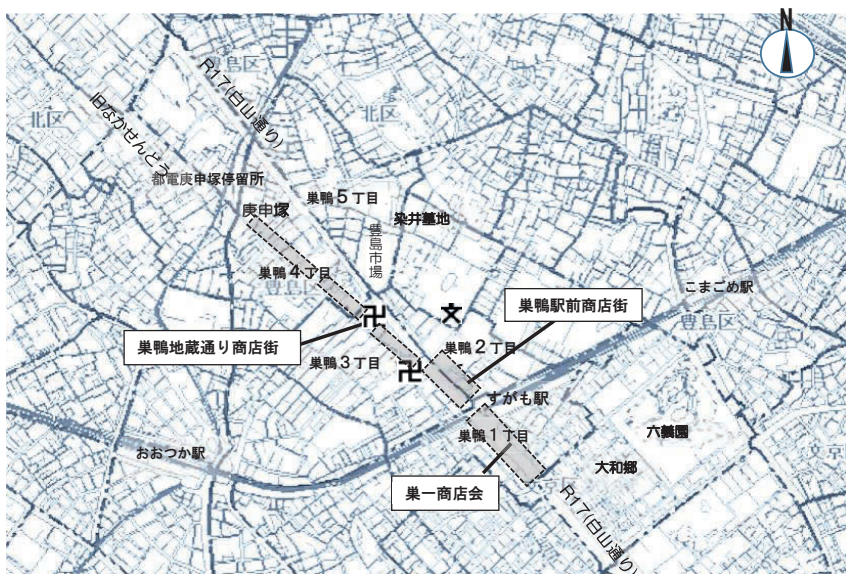 N
R17(白山通り)
豊島区
北区
北区
旧なかせんどう
都電庚申塚停留所
巣鴨5丁目
染井墓地
庚申塚
豊島市場
巣鴨4丁目
豊島区
こまごめ駅
豊島区
巣鴨駅前商店街
巣鴨地蔵通り商店街
巣鴨3丁目
巣鴨2丁目
すがも駅
巣鴨1丁目
六義園
おおつか駅
大和郷
文京
巣一商店会
R17(白山通り)